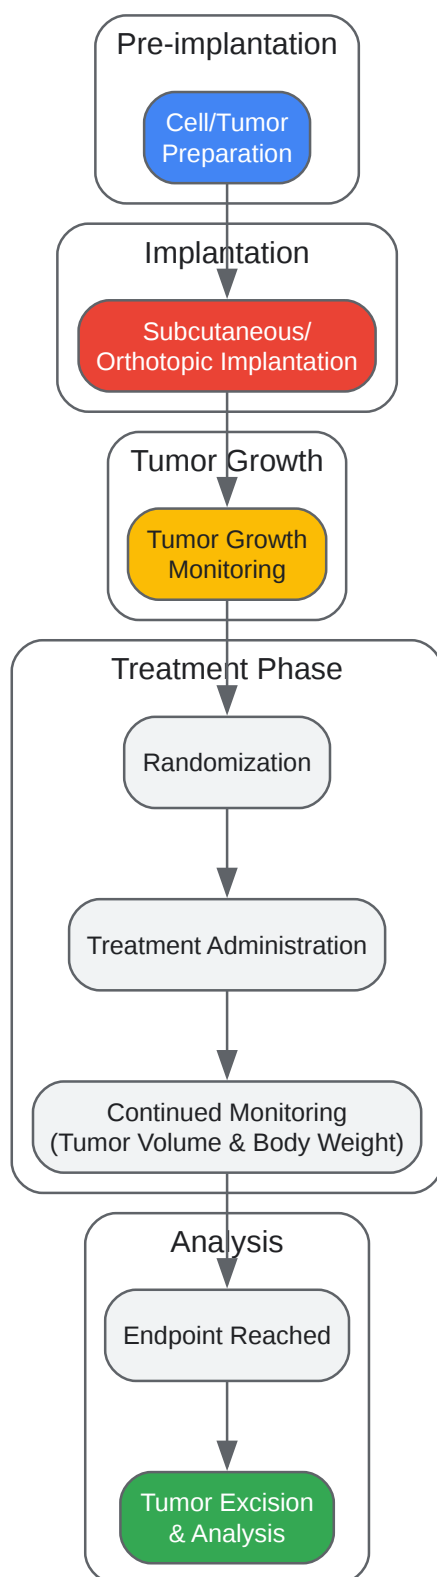 Pre-implantation
Cell/Tumor
Preparation
Implantation
Subcutaneous/
Orthotopic Implantation
Tumor Growth
Tumor Growth
Monitoring
Treatment Phase
Randomization
Treatment Administration
Continued Monitoring
(Tumor Volume & Body Weight)
Analysis
Endpoint Reached
Tumor Excision
& Analysis